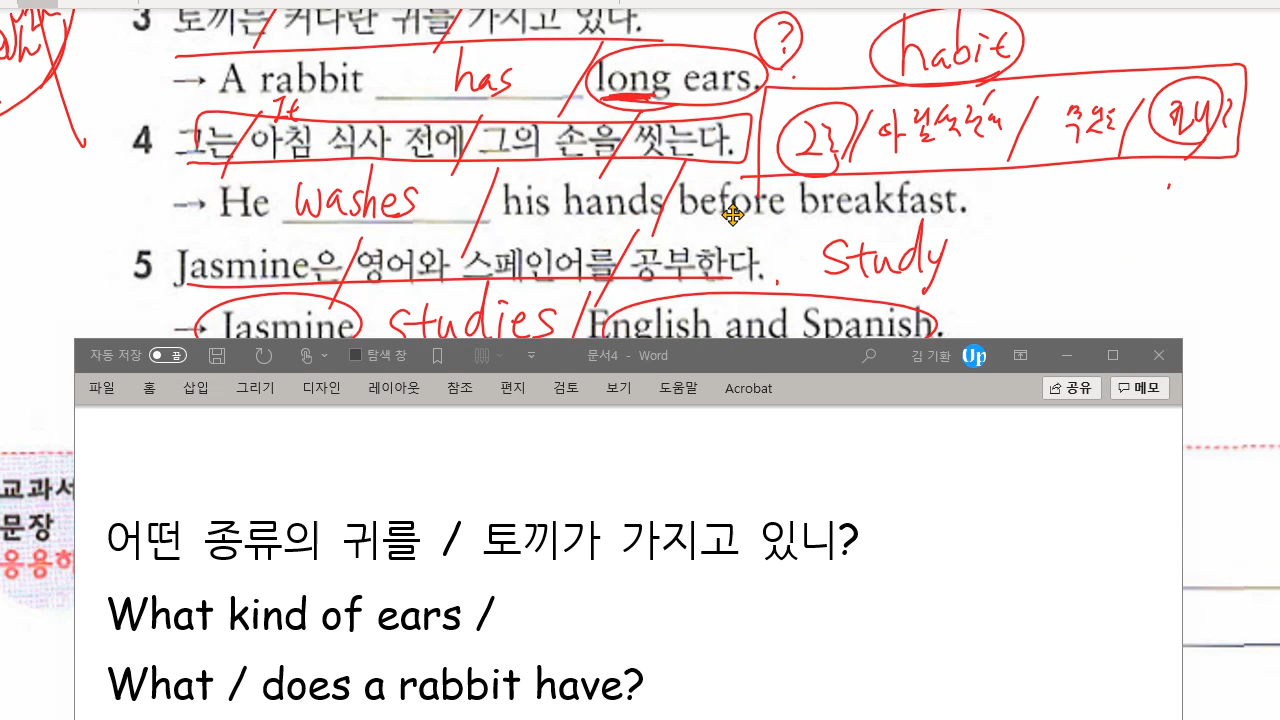 3 토끼는 커다란 귀를 가지고 있다.
?
habit
→ A rabbit has long ears.
It
4 그는 아침 식사 전에 그의 손을 씻는다.
→ He washes his hands before breakfast.
5 Jasmine은 영어와 스페인어를 공부한다.
study
→ Jasmine studies English and Spanish.
자동 저장 끔 탐색 창 문서4 - Word 김 기환 Up
파일 홈 삽입 그리기 디자인 레이아웃 참조 편지 검토 보기 도움말 Acrobat 공유 메모
교과서
문장
응용하
어떤 종류의 귀를 / 토끼가 가지고 있니?
What kind of ears /
What / does a rabbit have?